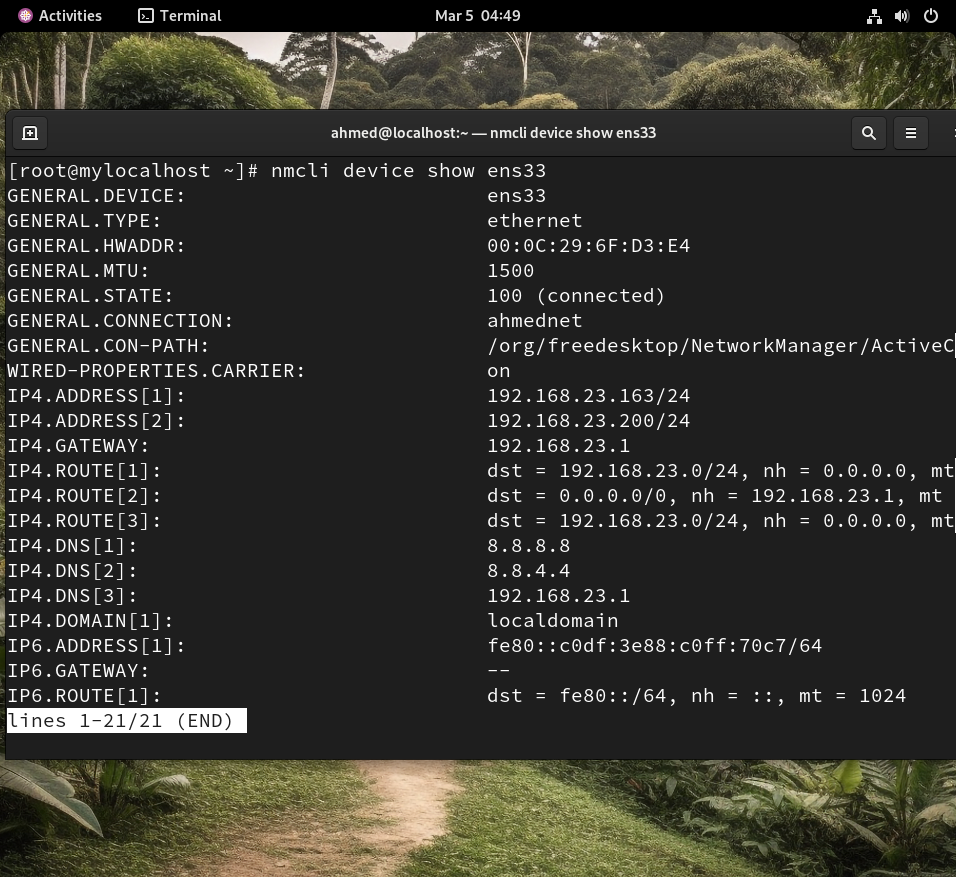 Activities Terminal Mar 5 04:49
ahmed@localhost:~ — nmcli device show ens33
[root@mylocalhost ~]# nmcli device show ens33
GENERAL.DEVICE: ens33
GENERAL.TYPE: ethernet
GENERAL.HWADDR: 00:0C:29:6F:D3:E4
GENERAL.MTU: 1500
GENERAL.STATE: 100 (connected)
GENERAL.CONNECTION: ahmednet
GENERAL.CON-PATH: /org/freedesktop/NetworkManager/ActiveC
WIRED-PROPERTIES.CARRIER: on
IP4.ADDRESS[1]: 192.168.23.163/24
IP4.ADDRESS[2]: 192.168.23.200/24
IP4.GATEWAY: 192.168.23.1
IP4.ROUTE[1]: dst = 192.168.23.0/24, nh = 0.0.0.0, mt
IP4.ROUTE[2]: dst = 0.0.0.0/0, nh = 192.168.23.1, mt
IP4.ROUTE[3]: dst = 192.168.23.0/24, nh = 0.0.0.0, mt
IP4.DNS[1]: 8.8.8.8
IP4.DNS[2]: 8.8.4.4
IP4.DNS[3]: 192.168.23.1
IP4.DOMAIN[1]: localdomain
IP6.ADDRESS[1]: fe80::c0df:3e88:c0ff:70c7/64
IP6.GATEWAY: --
IP6.ROUTE[1]: dst = fe80::/64, nh = ::, mt = 1024
lines 1-21/21 (END)